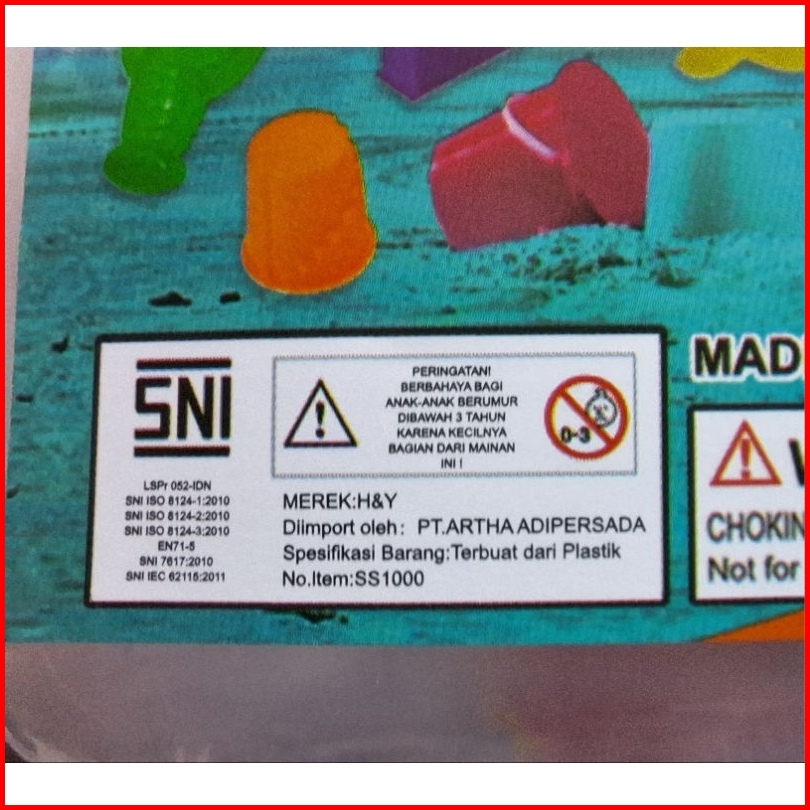 SNI
LSPr 052-IDN
SNI ISO 8124-1:2010
SNI ISO 8124-2:2010
SNI ISO 8124-3:2010
EN71-5
SNI 7617:2010
SNI IEC 62115:2011
PERINGATAN!
BERBAHAYA BAGI
ANAK-ANAK BERUMUR
DIBAWAH 3 TAHUN
KARENA KECILNYA
BAGIAN DARI MAINAN
INI !
0-3
MEREK:H&Y
Diimport oleh: PT.ARTHA ADIPERSADA
Spesifikasi Barang:Terbuat dari Plastik
No.Item:SS1000
MAD
CHOKIN
Not for